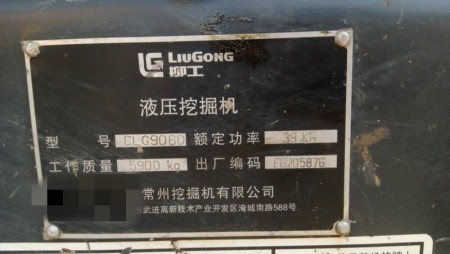 LIUGONG
柳工
液压挖掘机
型 号 CLG906D 额定功率 39 KW
工作质量 5900 kg 出厂编码
常州挖掘机有限公司
武进高新技术产业开发区淹城南路588号